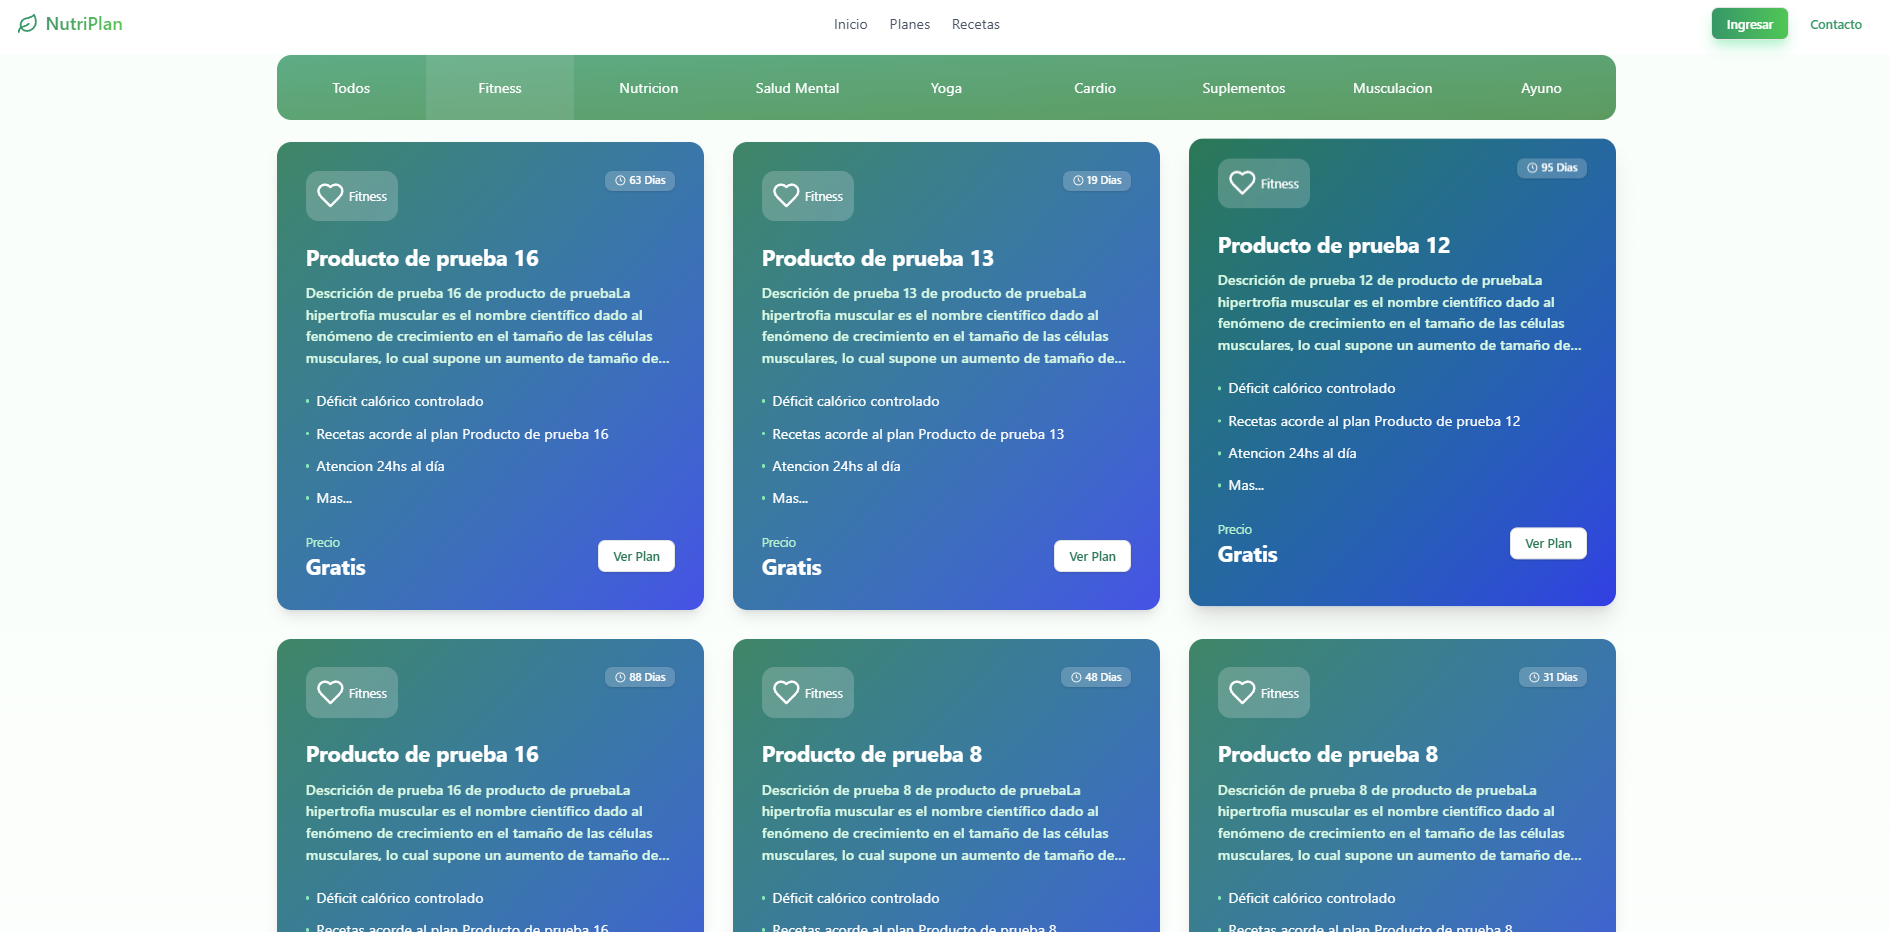 NutriPlan
Inicio Planes Recetas
Ingresar Contacto
Todos Fitness Nutricion Salud Mental Yoga Cardio Suplementos Musculacion Ayuno
Fitness
63 Dias
Producto de prueba 16
Descrición de prueba 16 de producto de pruebaLa
hipertrofia muscular es el nombre científico dado al
fenómeno de crecimiento en el tamaño de las células
musculares, lo cual supone un aumento de tamaño de...
• Déficit calórico controlado
• Recetas acorde al plan Producto de prueba 16
• Atencion 24hs al día
• Mas...
Precio
Gratis
Ver Plan
Fitness
19 Dias
Producto de prueba 13
Descrición de prueba 13 de producto de pruebaLa
hipertrofia muscular es el nombre científico dado al
fenómeno de crecimiento en el tamaño de las células
musculares, lo cual supone un aumento de tamaño de...
• Déficit calórico controlado
• Recetas acorde al plan Producto de prueba 13
• Atencion 24hs al día
• Mas...
Precio
Gratis
Ver Plan
Fitness
95 Dias
Producto de prueba 12
Descrición de prueba 12 de producto de pruebaLa
hipertrofia muscular es el nombre científico dado al
fenómeno de crecimiento en el tamaño de las células
musculares, lo cual supone un aumento de tamaño de...
• Déficit calórico controlado
• Recetas acorde al plan Producto de prueba 12
• Atencion 24hs al día
• Mas...
Precio
Gratis
Ver Plan
Fitness
88 Dias
Producto de prueba 16
Descrición de prueba 16 de producto de pruebaLa
hipertrofia muscular es el nombre científico dado al
fenómeno de crecimiento en el tamaño de las células
musculares, lo cual supone un aumento de tamaño de...
• Déficit calórico controlado
• Recetas acorde al plan Producto de prueba 16
Fitness
48 Dias
Producto de prueba 8
Descrición de prueba 8 de producto de pruebaLa
hipertrofia muscular es el nombre científico dado al
fenómeno de crecimiento en el tamaño de las células
musculares, lo cual supone un aumento de tamaño de...
• Déficit calórico controlado
• Recetas acorde al plan Producto de prueba 8
Fitness
31 Dias
Producto de prueba 8
Descrición de prueba 8 de producto de pruebaLa
hipertrofia muscular es el nombre científico dado al
fenómeno de crecimiento en el tamaño de las células
musculares, lo cual supone un aumento de tamaño de...
• Déficit calórico controlado
• Recetas acorde al plan Producto de prueba 8